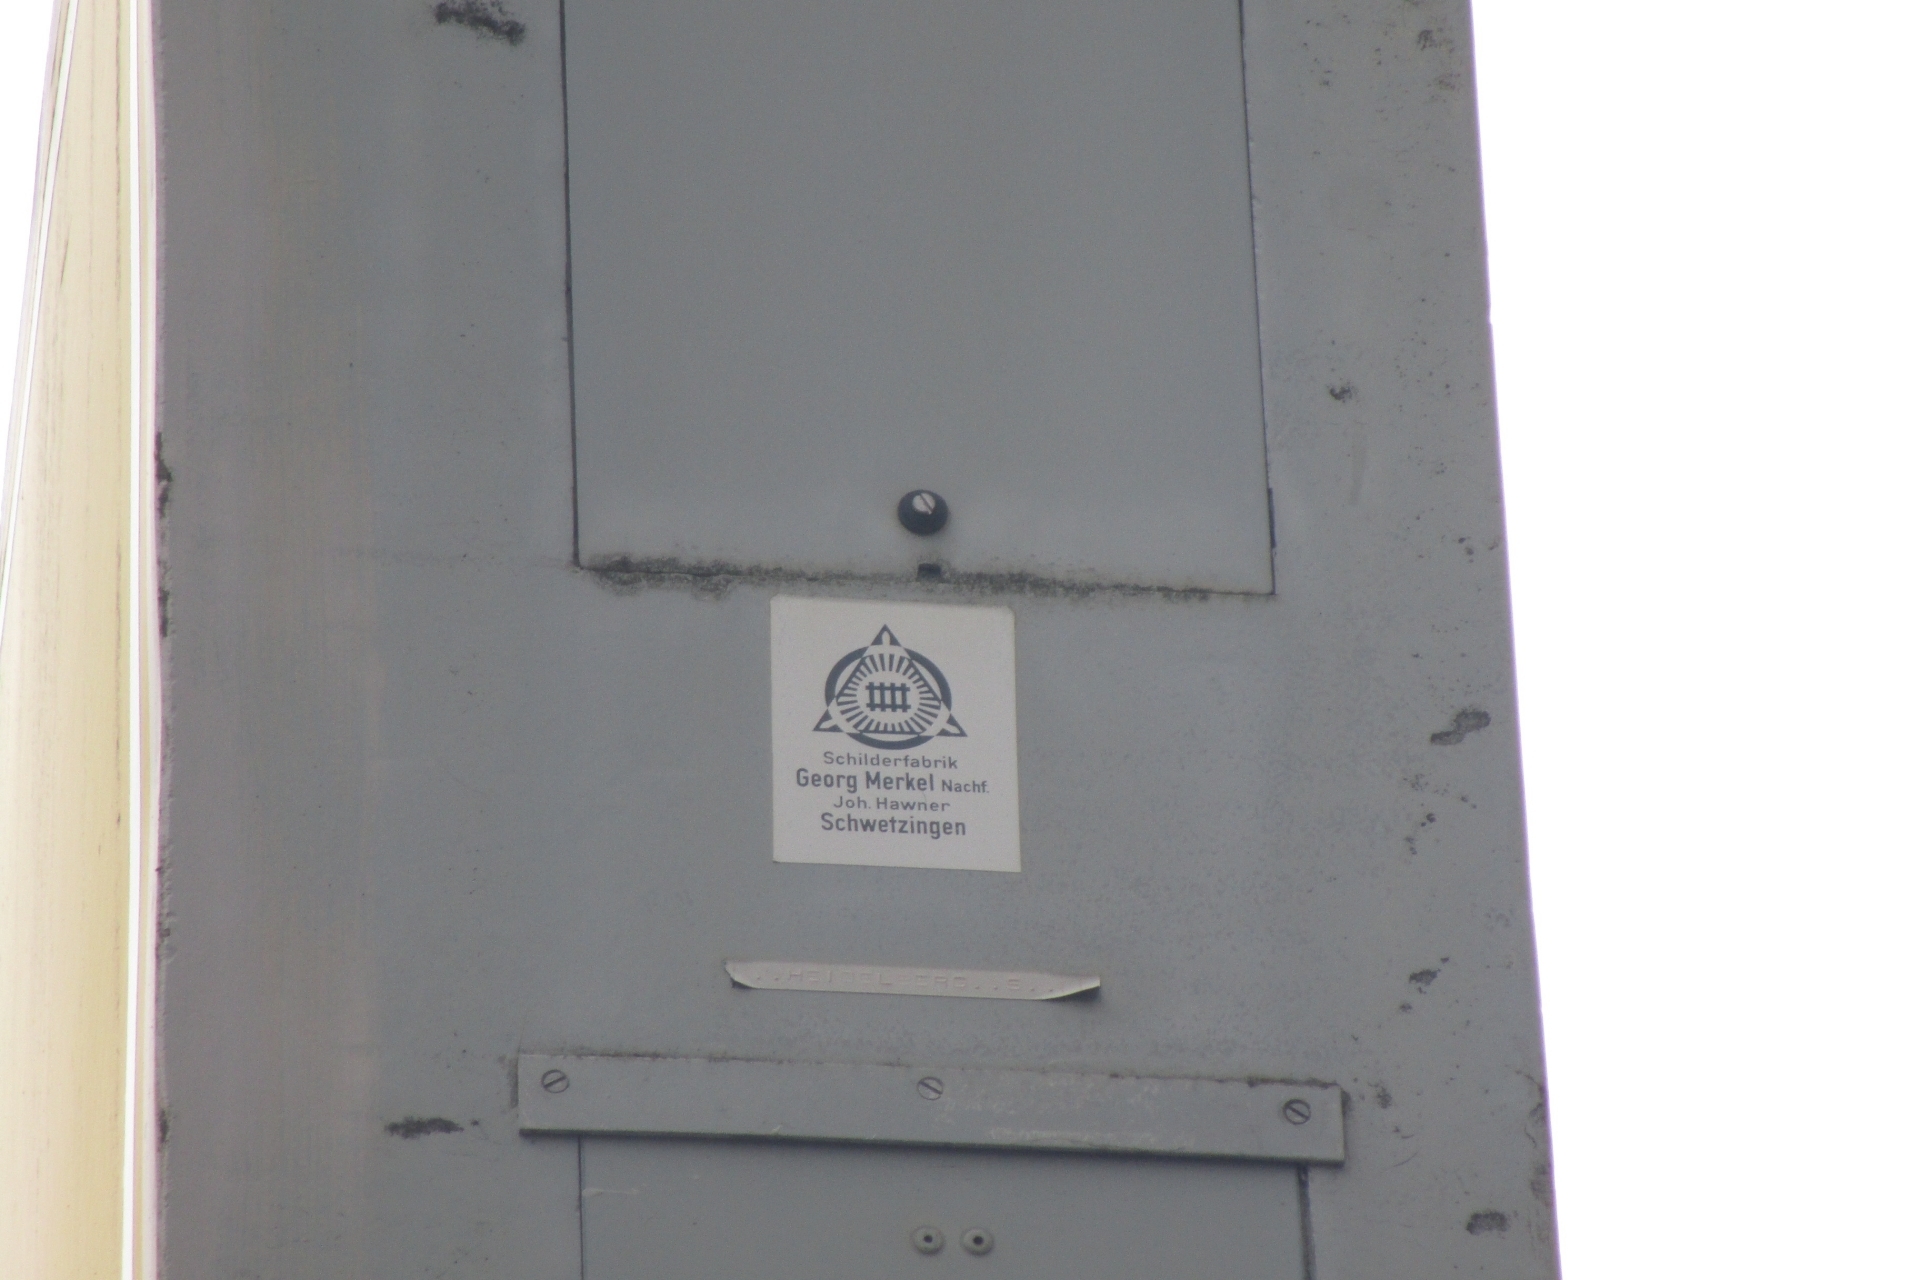 Schilderfabrik
Georg Merkel Nachf.
Joh. Hawner
Schwetzingen